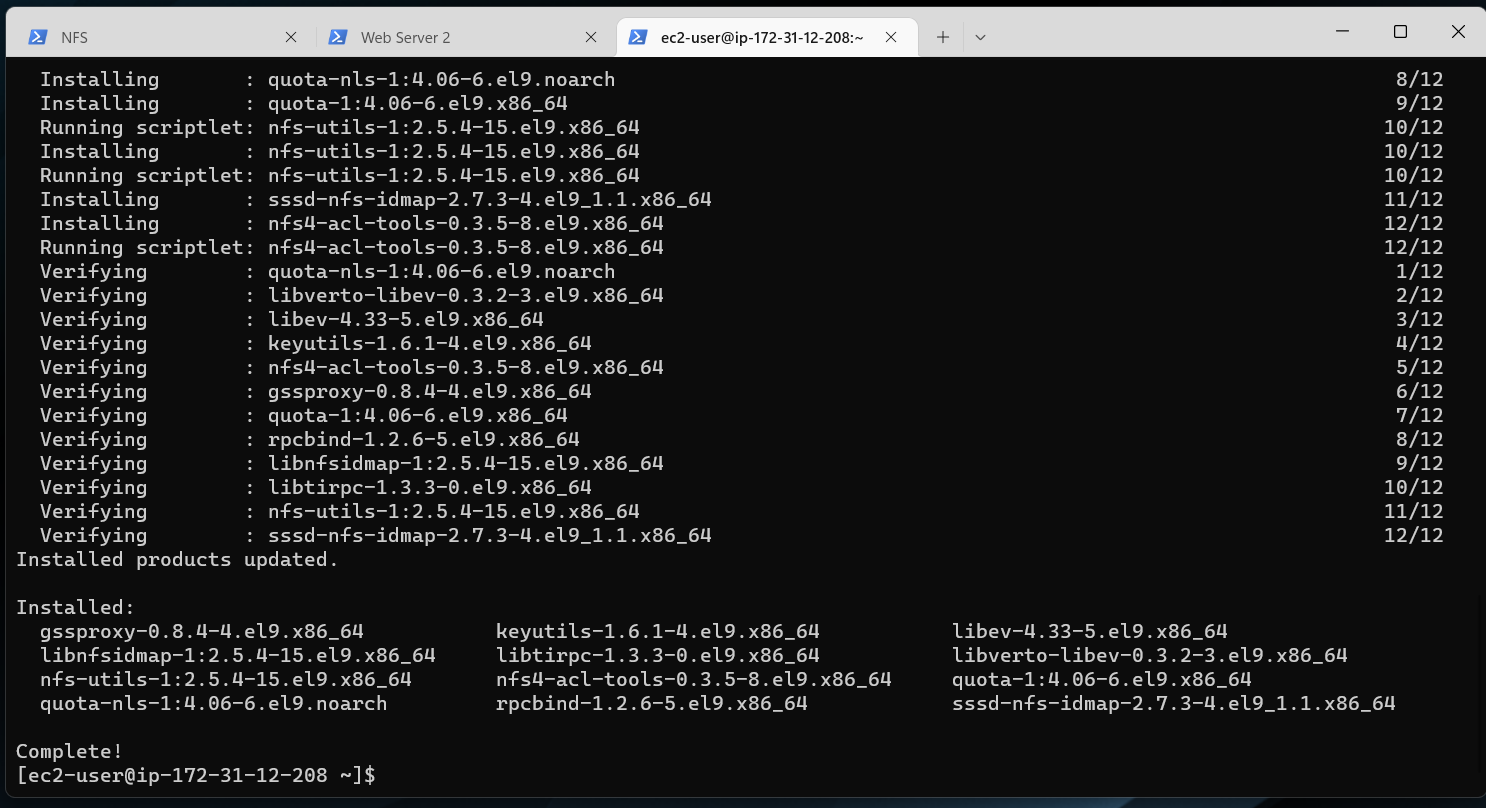 NFS Web Server 2 ec2-user@ip-172-31-12-208:~
Installing : quota-nls-1:4.06-6.el9.noarch 8/12
Installing : quota-1:4.06-6.el9.x86_64 9/12
Running scriptlet: nfs-utils-1:2.5.4-15.el9.x86_64 10/12
Installing : nfs-utils-1:2.5.4-15.el9.x86_64 10/12
Running scriptlet: nfs-utils-1:2.5.4-15.el9.x86_64 10/12
Installing : sssd-nfs-idmap-2.7.3-4.el9_1.1.x86_64 11/12
Installing : nfs4-acl-tools-0.3.5-8.el9.x86_64 12/12
Running scriptlet: nfs4-acl-tools-0.3.5-8.el9.x86_64 12/12
Verifying : quota-nls-1:4.06-6.el9.noarch 1/12
Verifying : libverto-libev-0.3.2-3.el9.x86_64 2/12
Verifying : libev-4.33-5.el9.x86_64 3/12
Verifying : keyutils-1.6.1-4.el9.x86_64 4/12
Verifying : nfs4-acl-tools-0.3.5-8.el9.x86_64 5/12
Verifying : gssproxy-0.8.4-4.el9.x86_64 6/12
Verifying : quota-1:4.06-6.el9.x86_64 7/12
Verifying : rpcbind-1.2.6-5.el9.x86_64 8/12
Verifying : libnfsidmap-1:2.5.4-15.el9.x86_64 9/12
Verifying : libtirpc-1.3.3-0.el9.x86_64 10/12
Verifying : nfs-utils-1:2.5.4-15.el9.x86_64 11/12
Verifying : sssd-nfs-idmap-2.7.3-4.el9_1.1.x86_64 12/12
Installed products updated.
Installed:
gssproxy-0.8.4-4.el9.x86_64 keyutils-1.6.1-4.el9.x86_64 libev-4.33-5.el9.x86_64
libnfsidmap-1:2.5.4-15.el9.x86_64 libtirpc-1.3.3-0.el9.x86_64 libverto-libev-0.3.2-3.el9.x86_64
nfs-utils-1:2.5.4-15.el9.x86_64 nfs4-acl-tools-0.3.5-8.el9.x86_64 quota-1:4.06-6.el9.x86_64
quota-nls-1:4.06-6.el9.noarch rpcbind-1.2.6-5.el9.x86_64 sssd-nfs-idmap-2.7.3-4.el9_1.1.x86_64
Complete!
[ec2-user@ip-172-31-12-208 ~]$